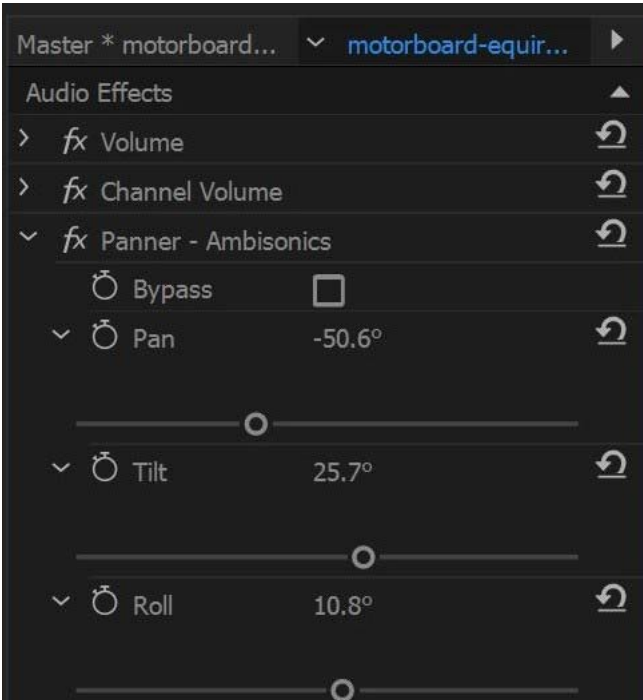 Master * motorboard... motorboard-equir...
Audio Effects
fx Volume
fx Channel Volume
fx Panner - Ambisonics
Bypass
Pan -50.6°
Tilt 25.7°
Roll 10.8°